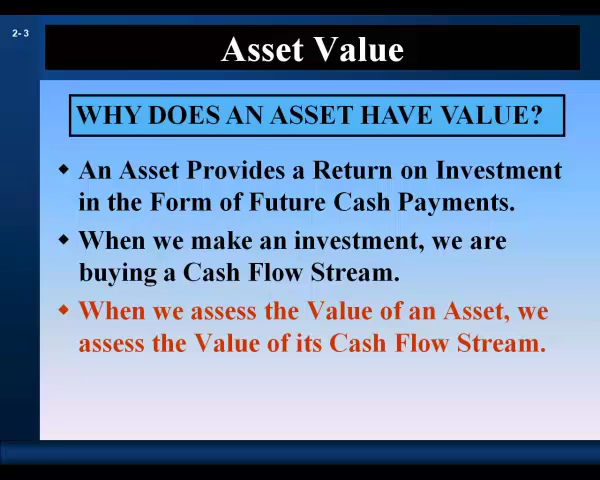 2- 3
Asset Value
WHY DOES AN ASSET HAVE VALUE?
◆ An Asset Provides a Return on Investment
in the Form of Future Cash Payments.
◆ When we make an investment, we are
buying a Cash Flow Stream.
◆ When we assess the Value of an Asset, we
assess the Value of its Cash Flow Stream.